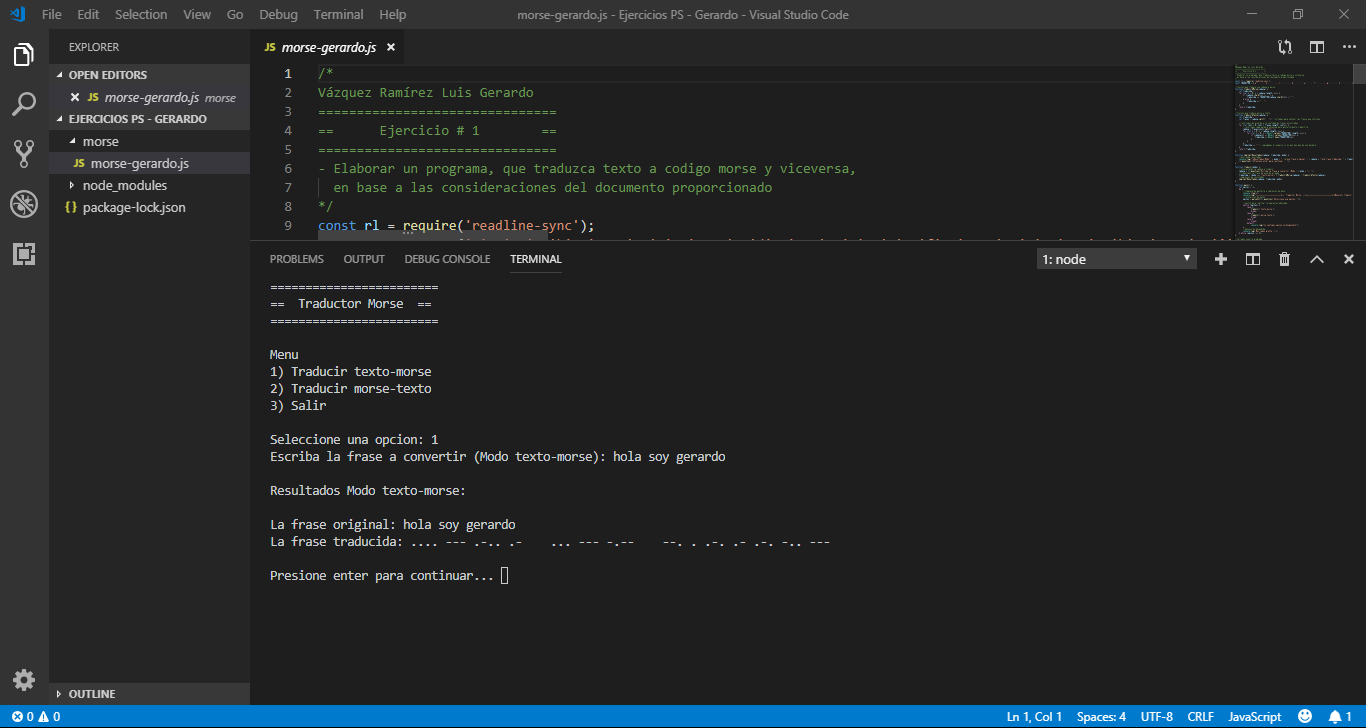 File Edit Selection View Go Debug Terminal Help
morse-gerardo.js - Ejercicios PS - Gerardo - Visual Studio Code
EXPLORER
OPEN EDITORS
JS morse-gerardo.js morse
EJERCICIOS PS - GERARDO
morse
JS morse-gerardo.js
node_modules
{} package-lock.json
OUTLINE
JS morse-gerardo.js
1 /*
2 Vázquez Ramírez Luis Gerardo
3 ===============================
4 ==      Ejercicio # 1        ==
5 ===============================
6 - Elaborar un programa, que traduzca texto a codigo morse y viceversa,
7   en base a las consideraciones del documento proporcionado
8 */
9 const rl = require('readline-sync');
PROBLEMS OUTPUT DEBUG CONSOLE TERMINAL
1: node
========================
==  Traductor Morse  ==
========================
Menu
1) Traducir texto-morse
2) Traducir morse-texto
3) Salir
Seleccione una opcion: 1
Escriba la frase a convertir (Modo texto-morse): hola soy gerardo
Resultados Modo texto-morse:
La frase original: hola soy gerardo
La frase traducida: .... --- .-.. .-    ... --- -.--    --. . .-. .- .-. -.. ---
Presione enter para continuar...
0 0
Ln 1, Col 1 Spaces: 4 UTF-8 CRLF JavaScript 1